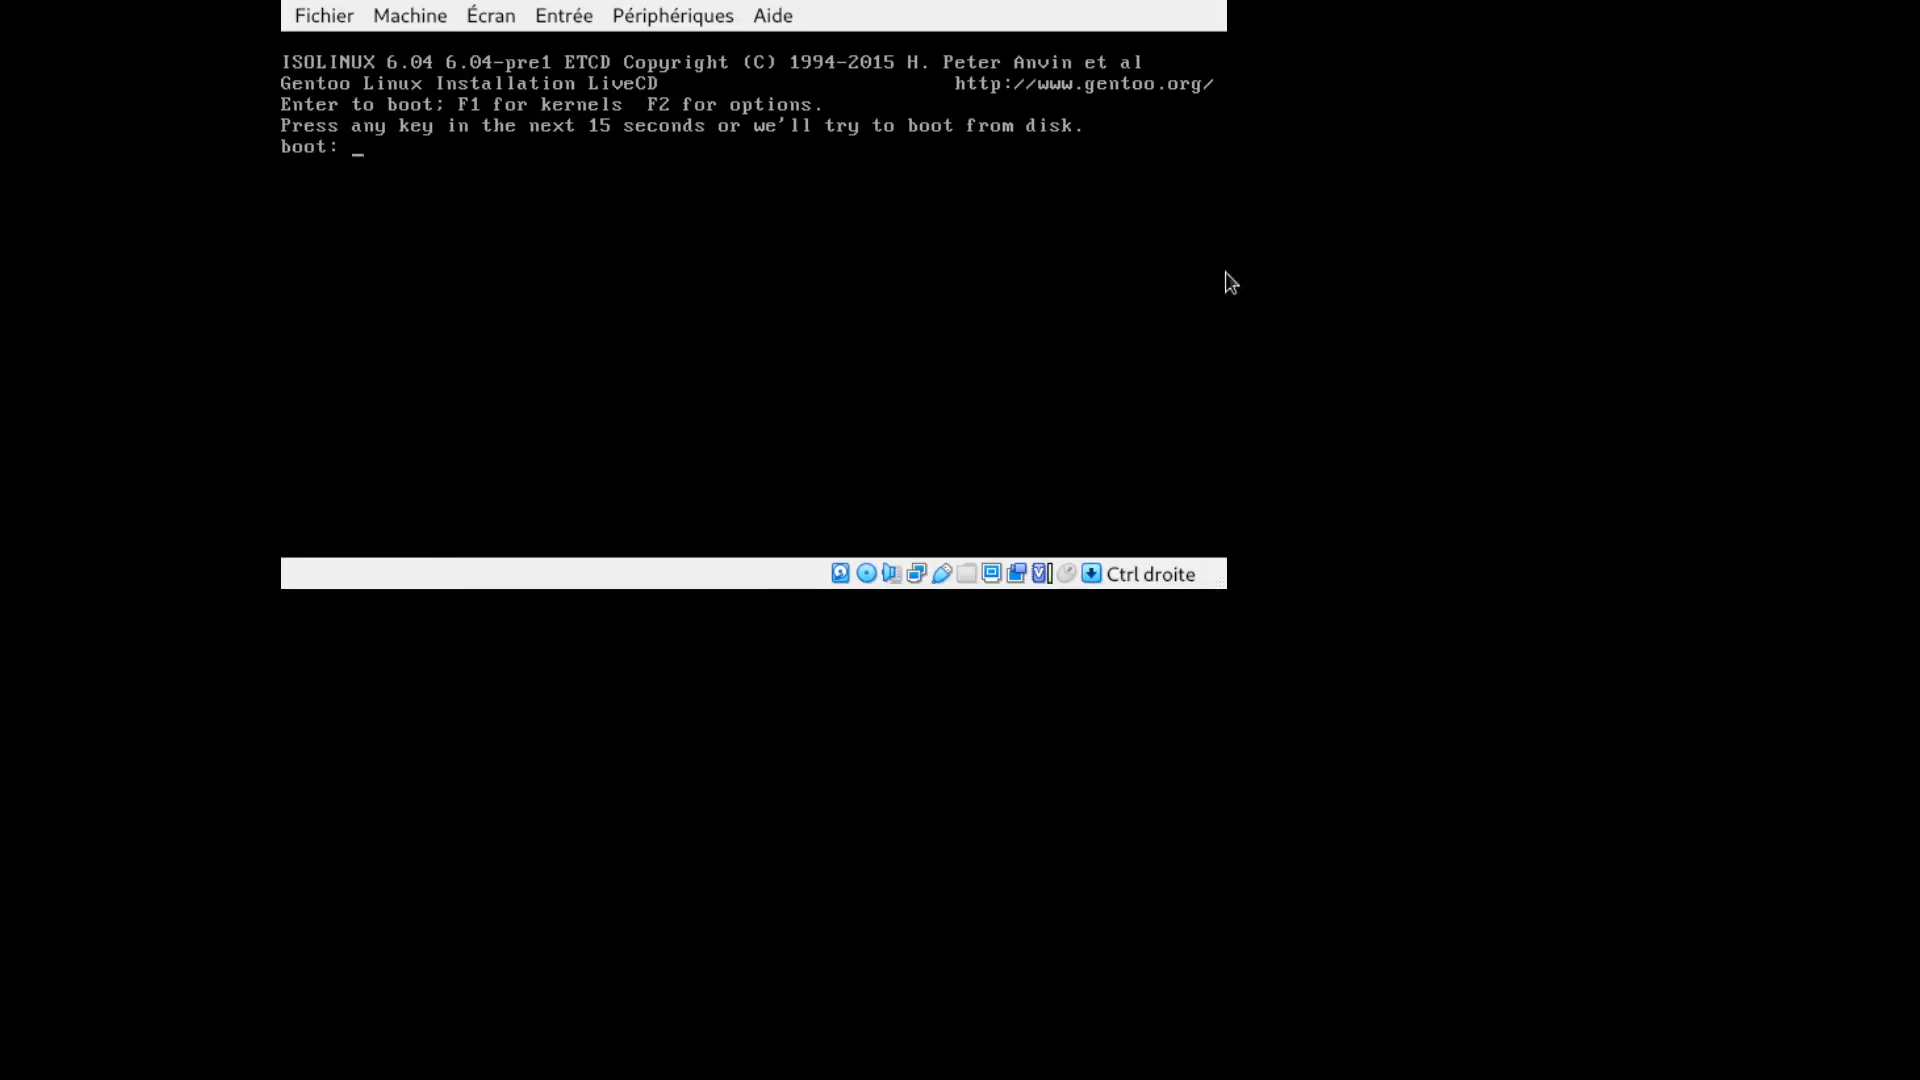 Fichier Machine Écran Entrée Périphériques Aide
ISOLINUX 6.04 6.04-pre1 ETCD Copyright (C) 1994-2015 H. Peter Anvin et al
Gentoo Linux Installation LiveCD http://www.gentoo.org/
Enter to boot; F1 for kernels F2 for options.
Press any key in the next 15 seconds or we'll try to boot from disk.
boot: _
Ctrl droite